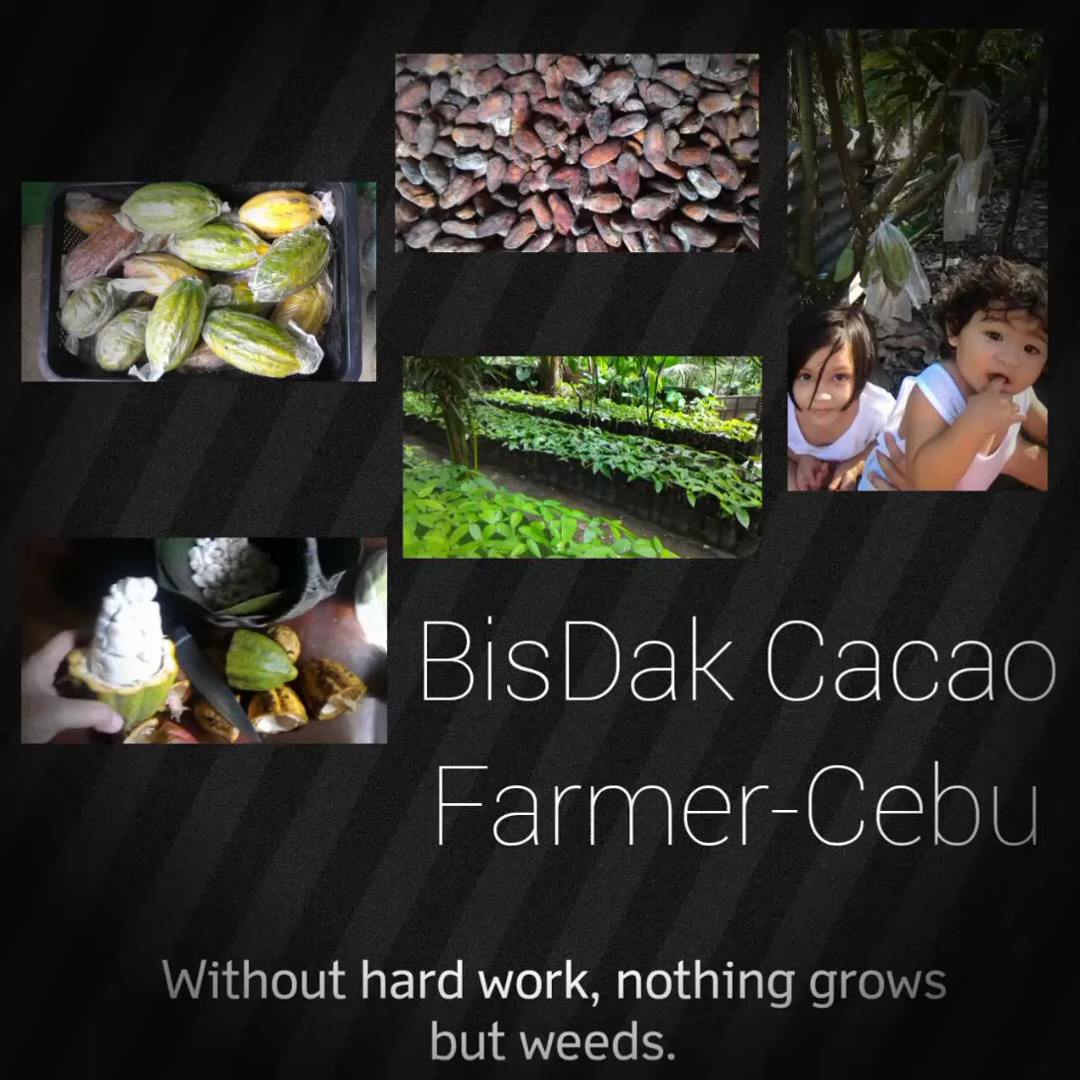 BisDak Cacao
Farmer-Cebu
Without hard work, nothing grows
but weeds.